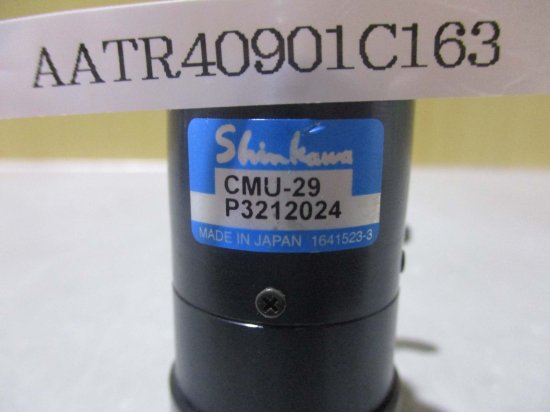 AATR40901C163
Shinkawa
CMU-29
P3212024
MADE IN JAPAN 1641523-3